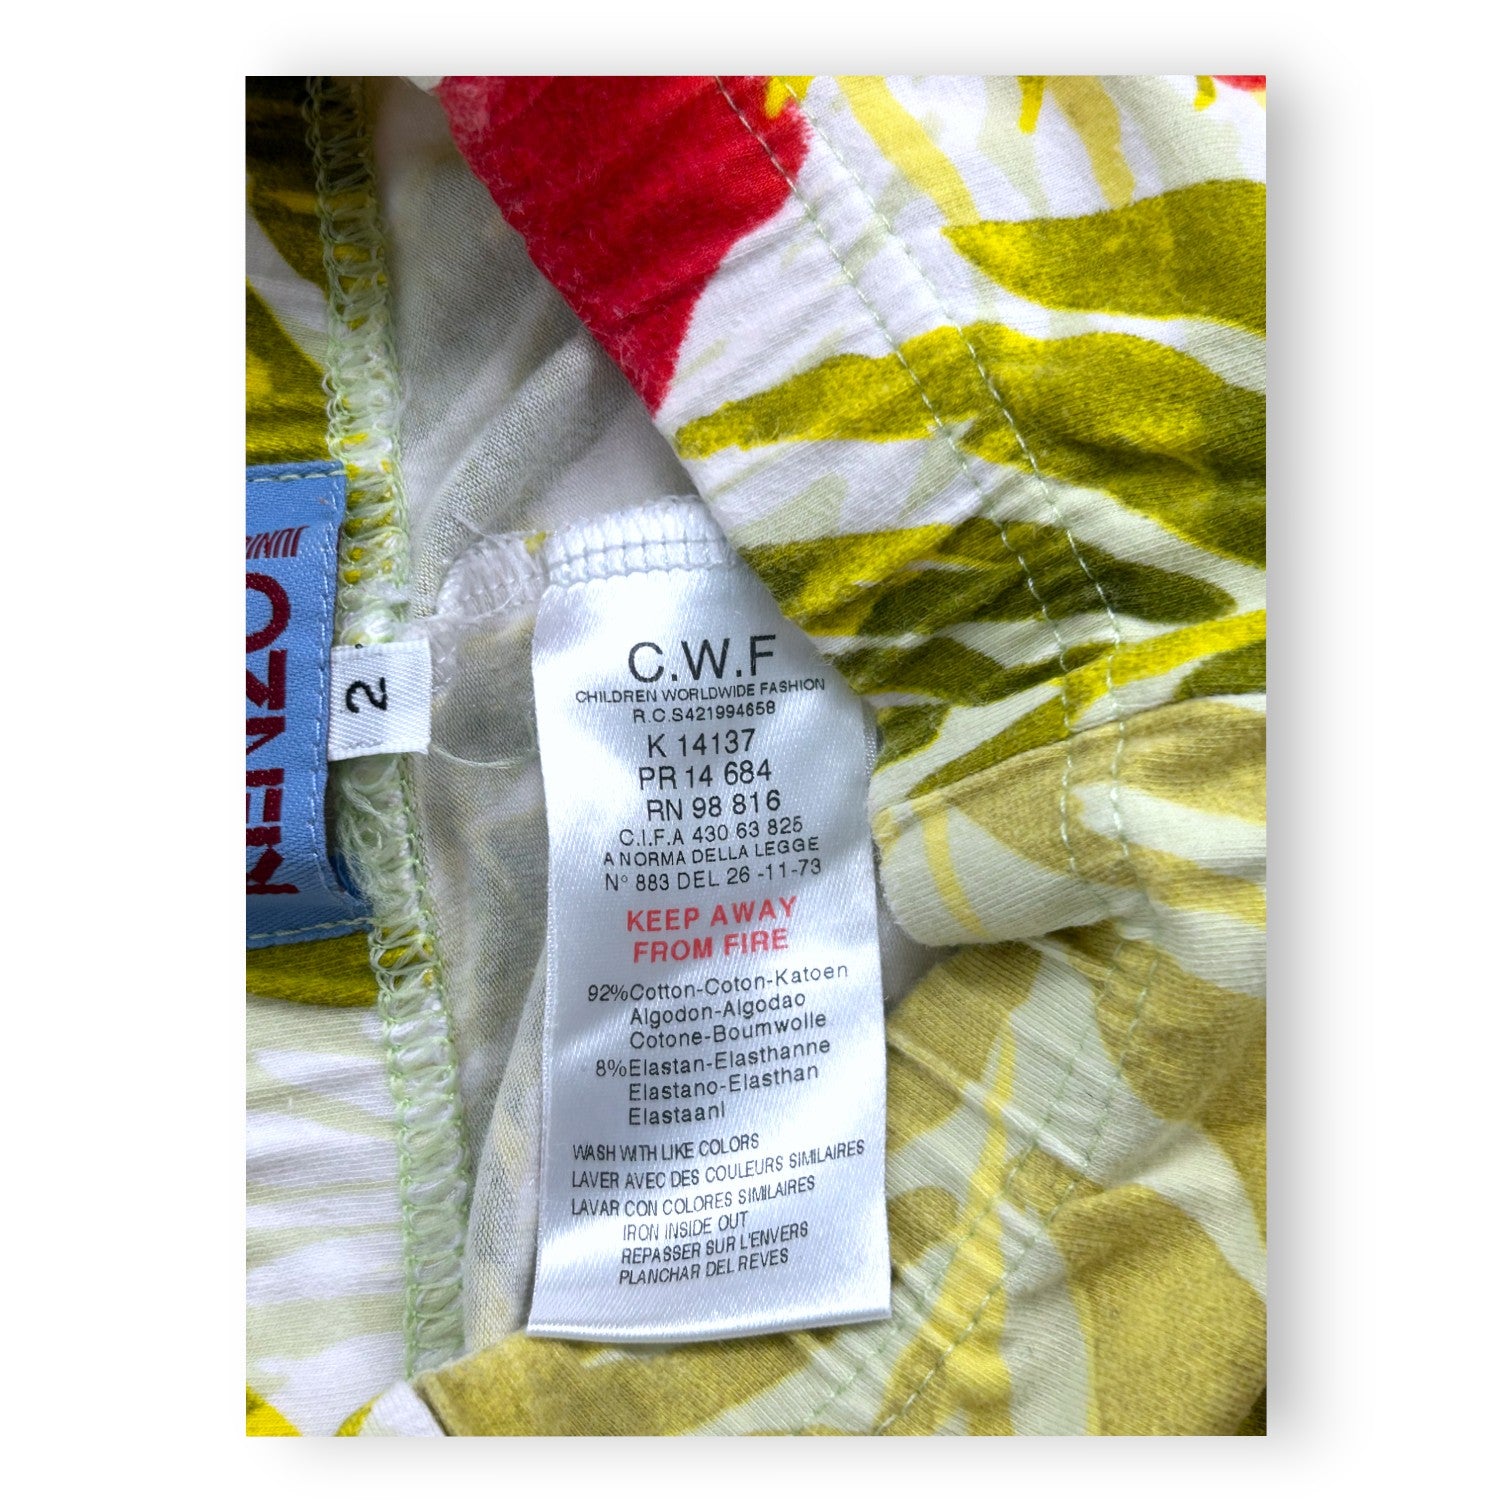 JUNI
KENZO
2
C.W.F
CHILDREN WORLDWIDE FASHION
R.C.S421994658
K 14137
PR 14 684
RN 98 816
C.I.F.A 430 63 825
A NORMA DELLA LEGGE
N° 883 DEL 26 -11-73
KEEP AWAY
FROM FIRE
92%Cotton-Coton-Katoen
Algodon-Algodao
Cotone-Boumwolle
8%Elastan-Elasthanne
Elastano-Elasthan
Elastaanl
WASH WITH LIKE COLORS
LAVER AVEC DES COULEURS SIMILAIRES
LAVAR CON COLORES SIMILAIRES
IRON INSIDE OUT
REPASSER SUR L'ENVERS
PLANCHAR DEL REVES